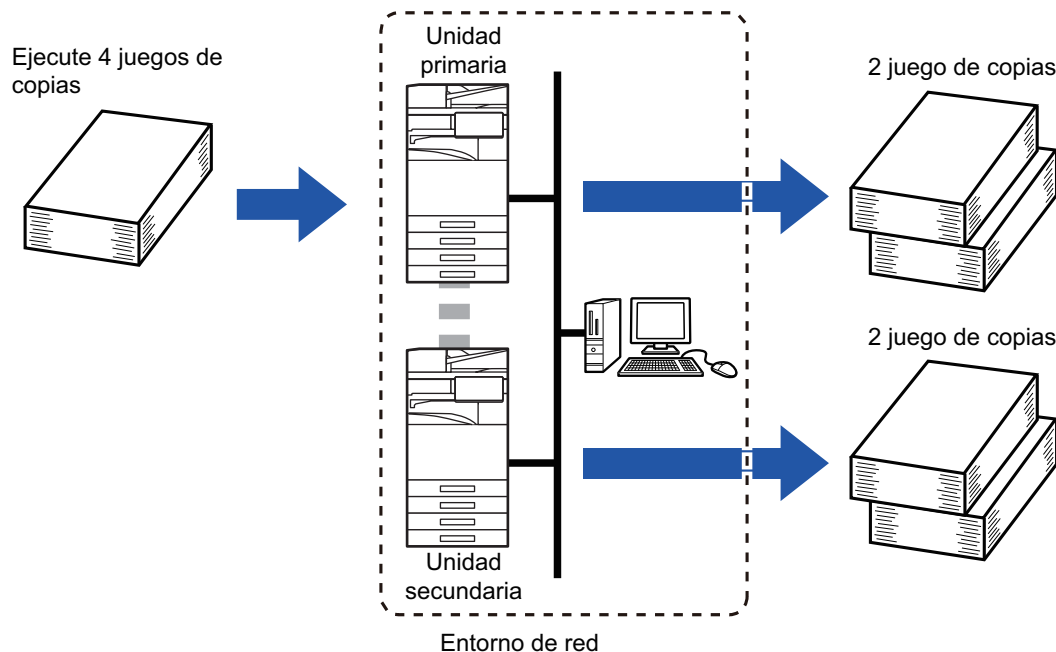 Ejecute 4 juegos de
copias
Unidad
primaria
2 juego de copias
2 juego de copias
Unidad
secundaria
Entorno de red